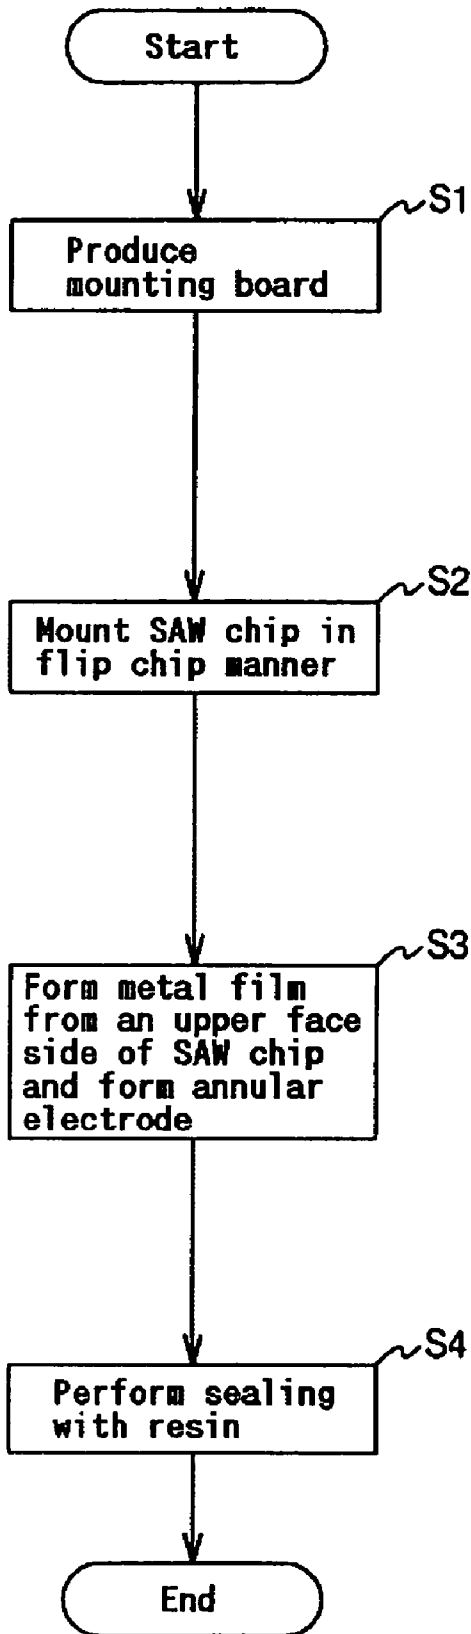 Start
S1
Produce
mounting board
S2
Mount SAW chip in
flip chip manner
S3
Form metal film
from an upper face
side of SAW chip
and form annular
electrode
S4
Perform sealing
with resin
End